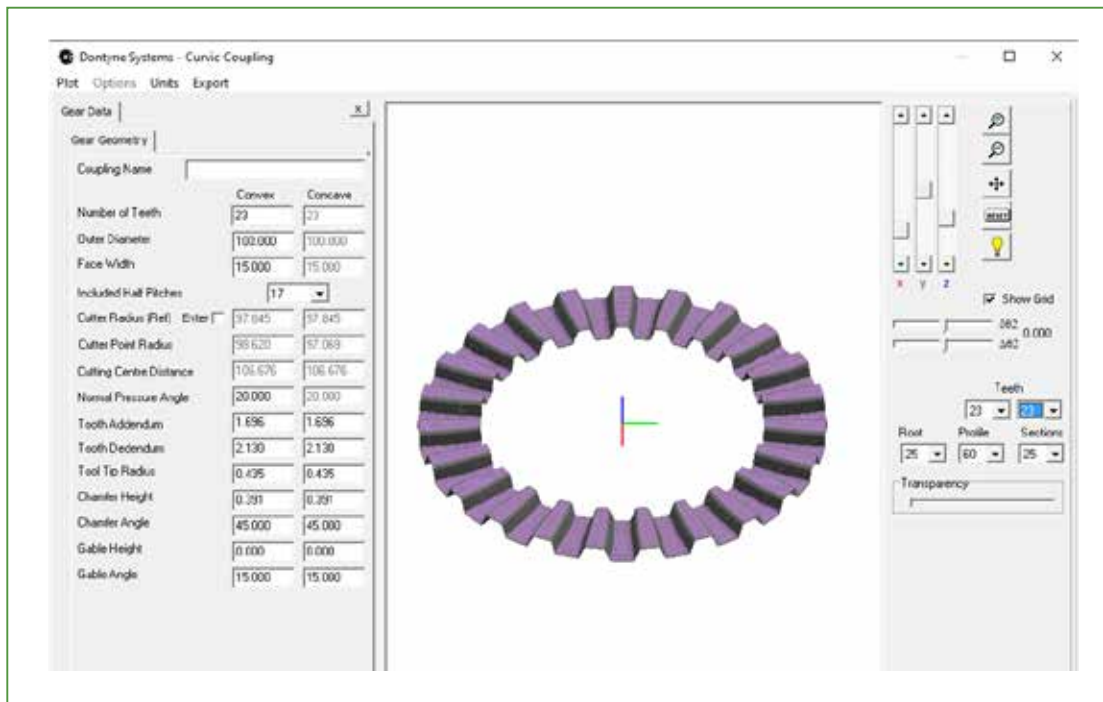 Dontyne Systems - Curvic Coupling
Plot Options Units Export
Gear Data
x
Gear Geometry
Coupling Name
Convex Concave
Number of Teeth 23 23
Outer Diameter 100.000 100.000
Face Width 15.000 15.000
Included Half Pitches 17
Cutter Radius (Ref) Enter 97.845 97.845
Cutter Point Radius 98.620 97.069
Cutting Centre Distance 106.676 106.676
Normal Pressure Angle 20.000 20.000
Tooth Addendum 1.696 1.696
Tooth Dedendum 2.130 2.130
Tool Tip Radius 0.435 0.435
Chamfer Height 0.391 0.391
Chamfer Angle 45.000 45.000
Gable Height 0.000 0.000
Gable Angle 15.000 15.000
RESET
x y z
Show Grid
0.000
Teeth
23 23
Root Profile Sections
25 60 25
Transparency